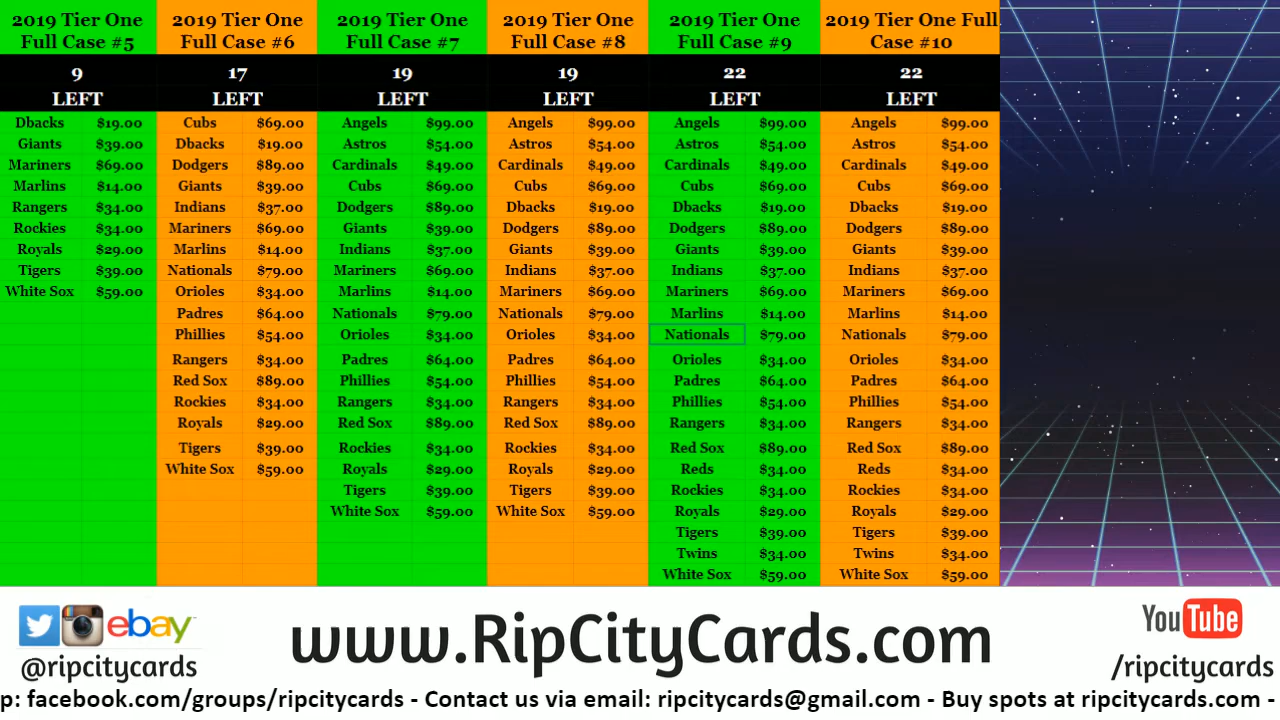 2019 Tier One Full Case #5
9
LEFT
Dbacks $19.00
Giants $39.00
Mariners $69.00
Marlins $14.00
Rangers $34.00
Rockies $34.00
Royals $29.00
Tigers $39.00
White Sox $59.00
2019 Tier One Full Case #6
17
LEFT
Cubs $69.00
Dbacks $19.00
Dodgers $89.00
Giants $39.00
Indians $37.00
Mariners $69.00
Marlins $14.00
Nationals $79.00
Orioles $34.00
Padres $64.00
Phillies $54.00
Rangers $34.00
Red Sox $89.00
Rockies $34.00
Royals $29.00
Tigers $39.00
White Sox $59.00
2019 Tier One Full Case #7
19
LEFT
Angels $99.00
Astros $54.00
Cardinals $49.00
Cubs $69.00
Dodgers $89.00
Giants $39.00
Indians $37.00
Mariners $69.00
Marlins $14.00
Nationals $79.00
Orioles $34.00
Padres $64.00
Phillies $54.00
Rangers $34.00
Red Sox $89.00
Rockies $34.00
Royals $29.00
Tigers $39.00
White Sox $59.00
2019 Tier One Full Case #8
19
LEFT
Angels $99.00
Astros $54.00
Cardinals $49.00
Cubs $69.00
Dbacks $19.00
Dodgers $89.00
Giants $39.00
Indians $37.00
Mariners $69.00
Nationals $79.00
Orioles $34.00
Padres $64.00
Phillies $54.00
Rangers $34.00
Red Sox $89.00
Rockies $34.00
Royals $29.00
Tigers $39.00
White Sox $59.00
2019 Tier One Full Case #9
22
LEFT
Angels $99.00
Astros $54.00
Cardinals $49.00
Cubs $69.00
Dbacks $19.00
Dodgers $89.00
Giants $39.00
Indians $37.00
Mariners $69.00
Marlins $14.00
Nationals $79.00
Orioles $34.00
Padres $64.00
Phillies $54.00
Rangers $34.00
Red Sox $89.00
Reds $34.00
Rockies $34.00
Royals $29.00
Tigers $39.00
Twins $34.00
White Sox $59.00
2019 Tier One Full Case #10
22
LEFT
Angels $99.00
Astros $54.00
Cardinals $49.00
Cubs $69.00
Dbacks $19.00
Dodgers $89.00
Giants $39.00
Indians $37.00
Mariners $69.00
Marlins $14.00
Nationals $79.00
Orioles $34.00
Padres $64.00
Phillies $54.00
Rangers $34.00
Red Sox $89.00
Reds $34.00
Rockies $34.00
Royals $29.00
Tigers $39.00
Twins $34.00
White Sox $59.00
ebay
@ripcitycards
www.RipCityCards.com
YouTube
/ripcitycards
p: facebook.com/groups/ripcitycards - Contact us via email: ripcitycards@gmail.com - Buy spots at ripcitycards.com -